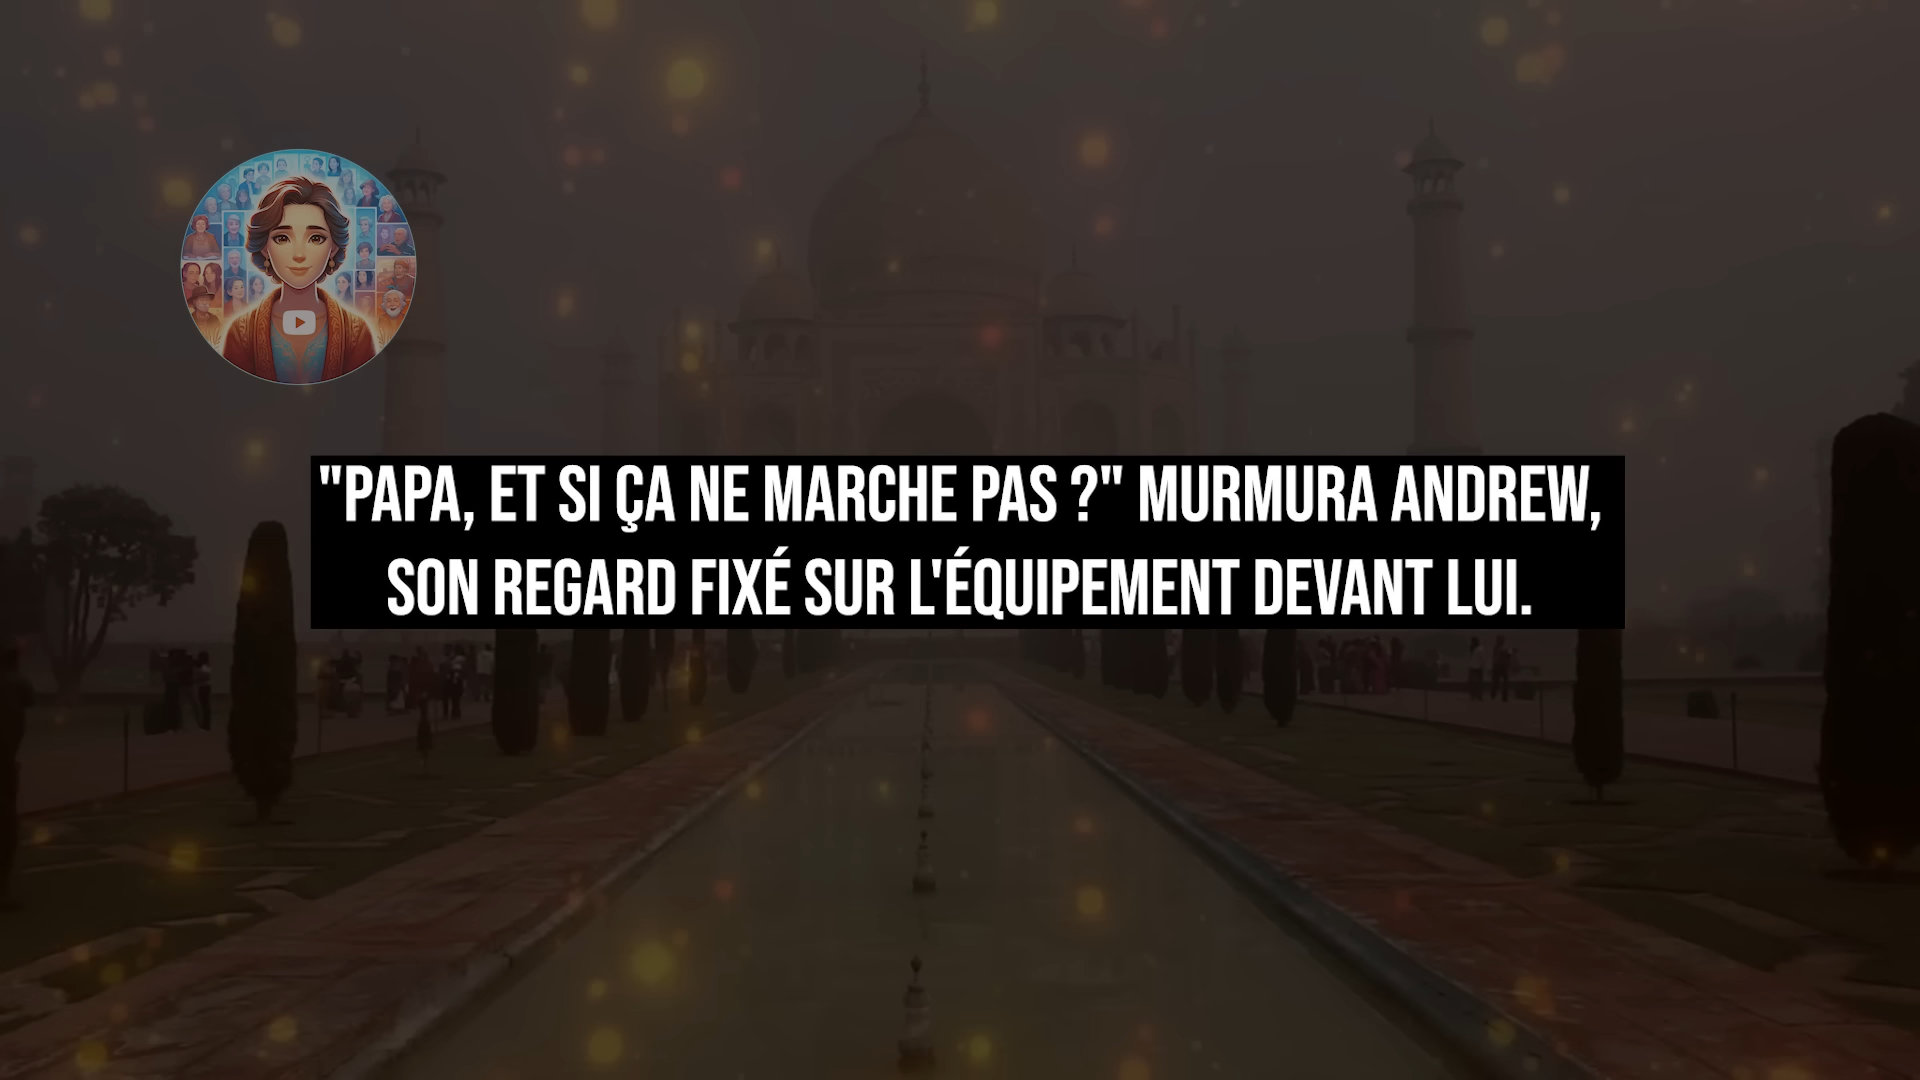 "PAPA, ET SI ÇA NE MARCHE PAS ?" MURMURA ANDREW,
SON REGARD FIXÉ SUR L'ÉQUIPEMENT DEVANT LUI.